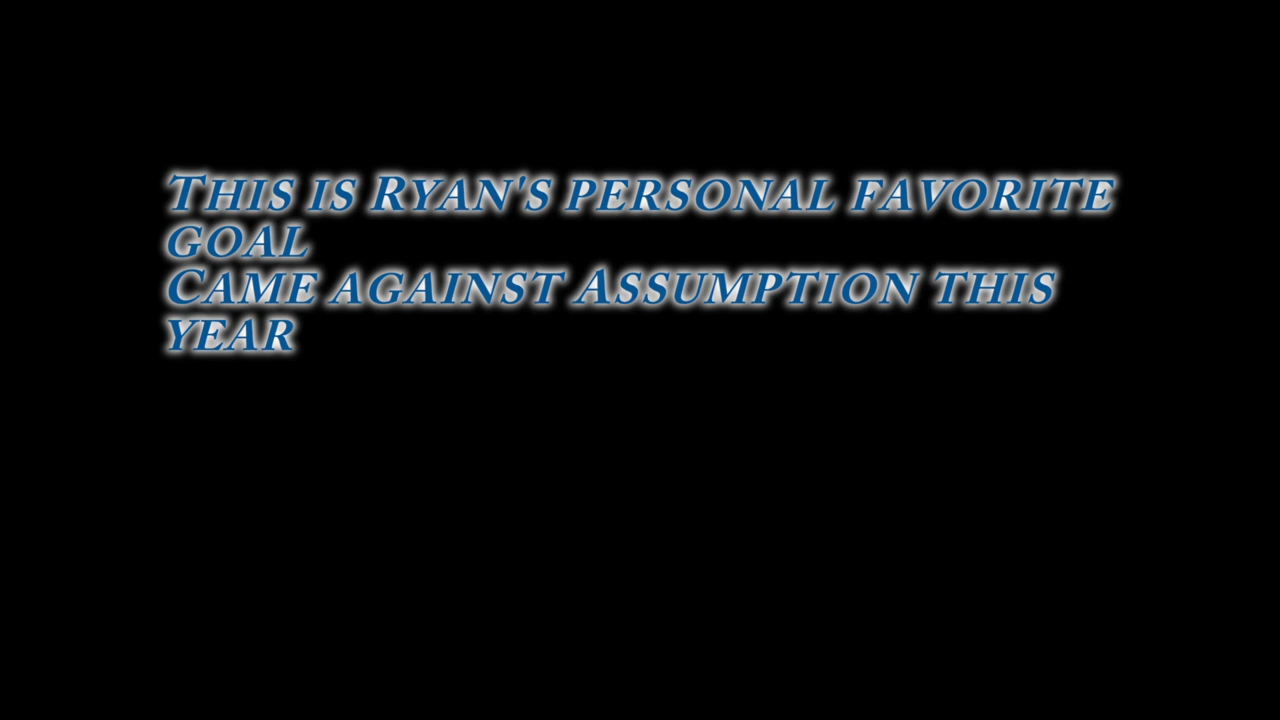 This is Ryan's personal favorite
goal
Came against Assumption this
year